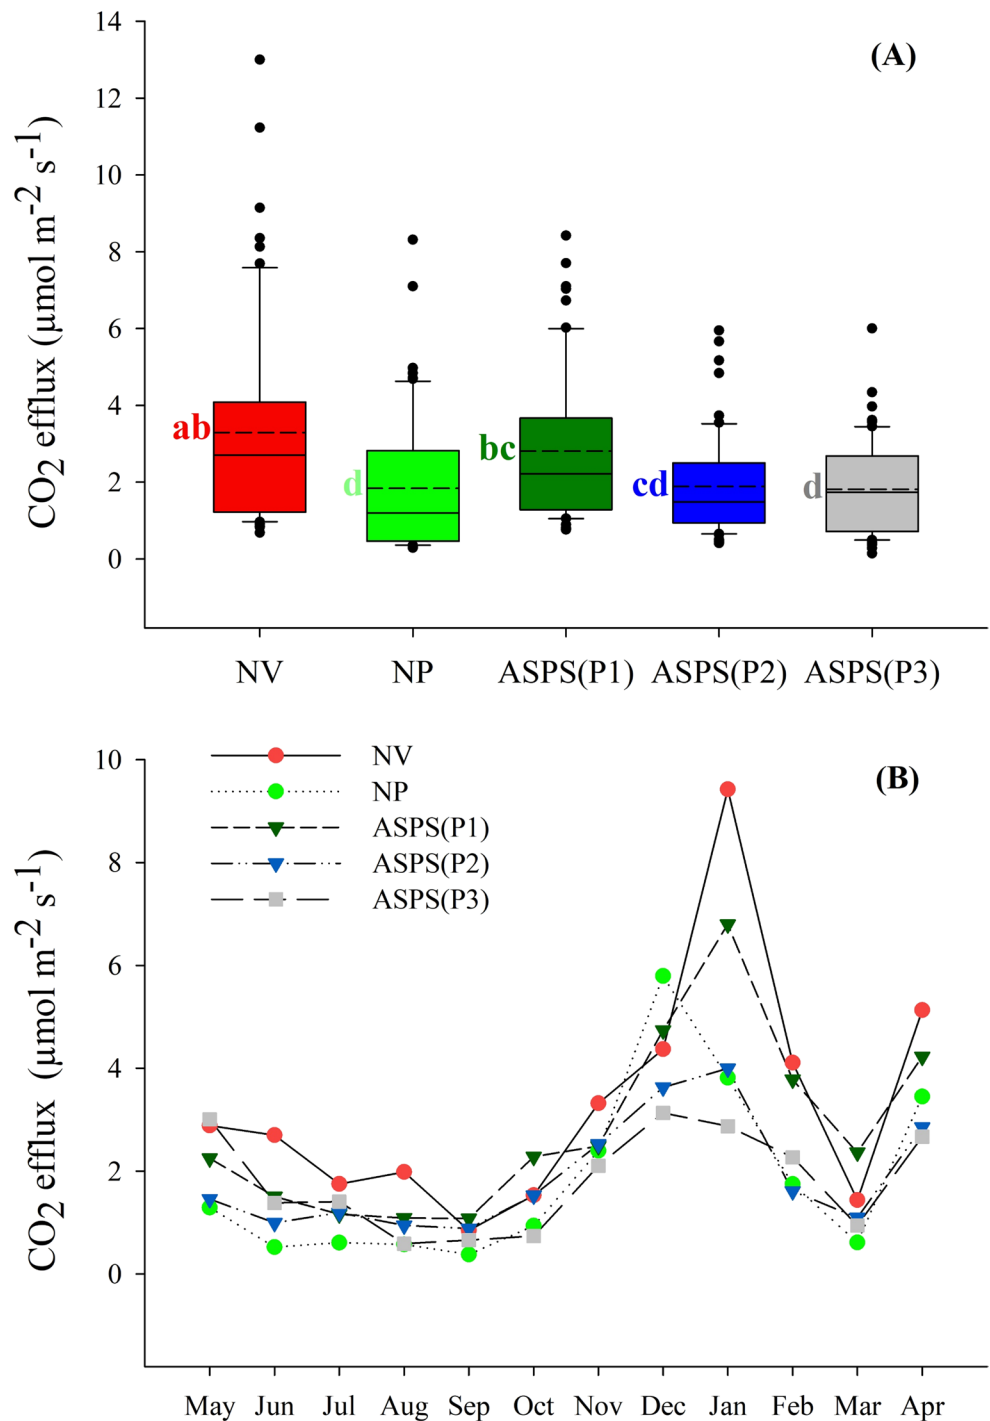 (A)
CO2 efflux (µmol m-2 s-1)
14
12
10
8
6
4
2
0
ab
d
bc
cd
d
NV NP ASPS(P1) ASPS(P2) ASPS(P3)
(B)
CO2 efflux (µmol m-2 s-1)
10
8
6
4
2
0
NV
NP
ASPS(P1)
ASPS(P2)
ASPS(P3)
May Jun Jul Aug Sep Oct Nov Dec Jan Feb Mar Apr